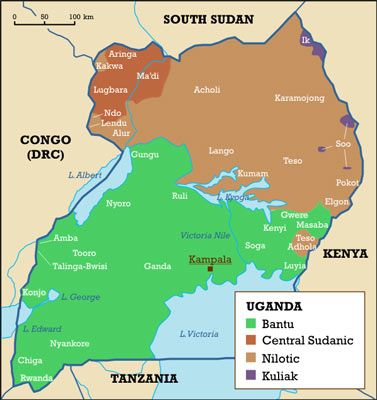 0
100 km
SOUTH SUDAN
Ik
Aringa
Kakwa
Ma'di
Lugbara
Acholi
Karamojong
Ndo
Lendu
Alur
CONGO
(DRC)
Soo
Gungu
Lango
Teso
Kumam
L. Albert
Pokot
Nyoro
Ruli
L. Kyoga
Elgon
Gwere
Masaba
Kenyi
Victoria Nile
Teso
Adhola
Amba
Tooro
Soga
KENYA
Talinga-Bwisi
Ganda
Kampala
Luyia
Konjo
L. George
L. Edward
L. Victoria
Nyankore
Chiga
Rwanda
TANZANIA
UGANDA
Bantu
Central Sudanic
Nilotic
Kuliak